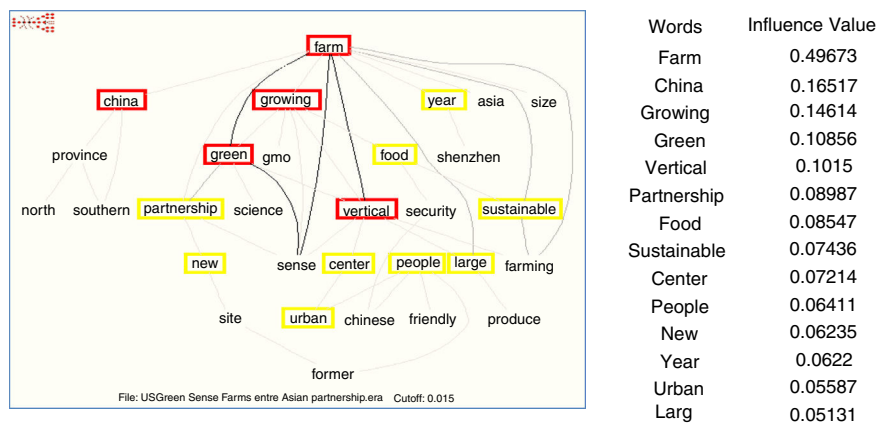 farm
china growing year asia size
province green gmo food shenzhen
north southern partnership science vertical security sustainable
new sense center people large farming
site urban chinese friendly produce
former
File: USGreen Sense Farms entre Asian partnership.era Cutoff: 0.015
Words Influence Value
Farm 0.49673
China 0.16517
Growing 0.14614
Green 0.10856
Vertical 0.1015
Partnership 0.08987
Food 0.08547
Sustainable 0.07436
Center 0.07214
People 0.06411
New 0.06235
Year 0.0622
Urban 0.05587
Larg 0.05131